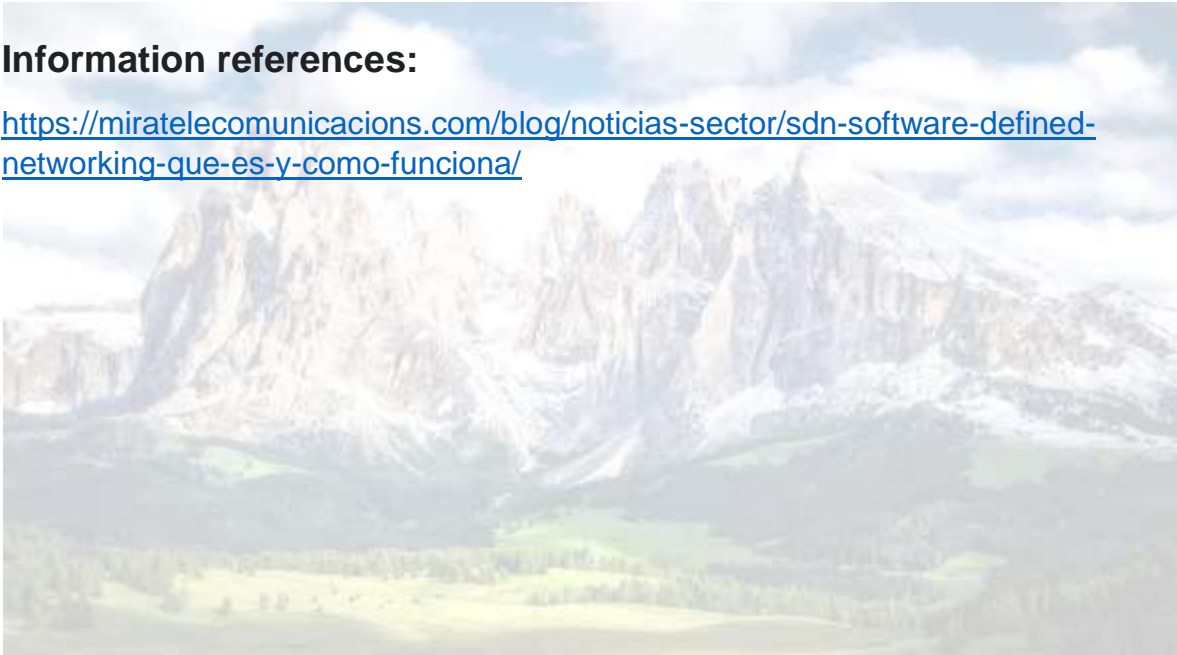 Information references:
https://miratelecomunicacions.com/blog/noticias-sector/sdn-software-defined-
networking-que-es-y-como-funciona/